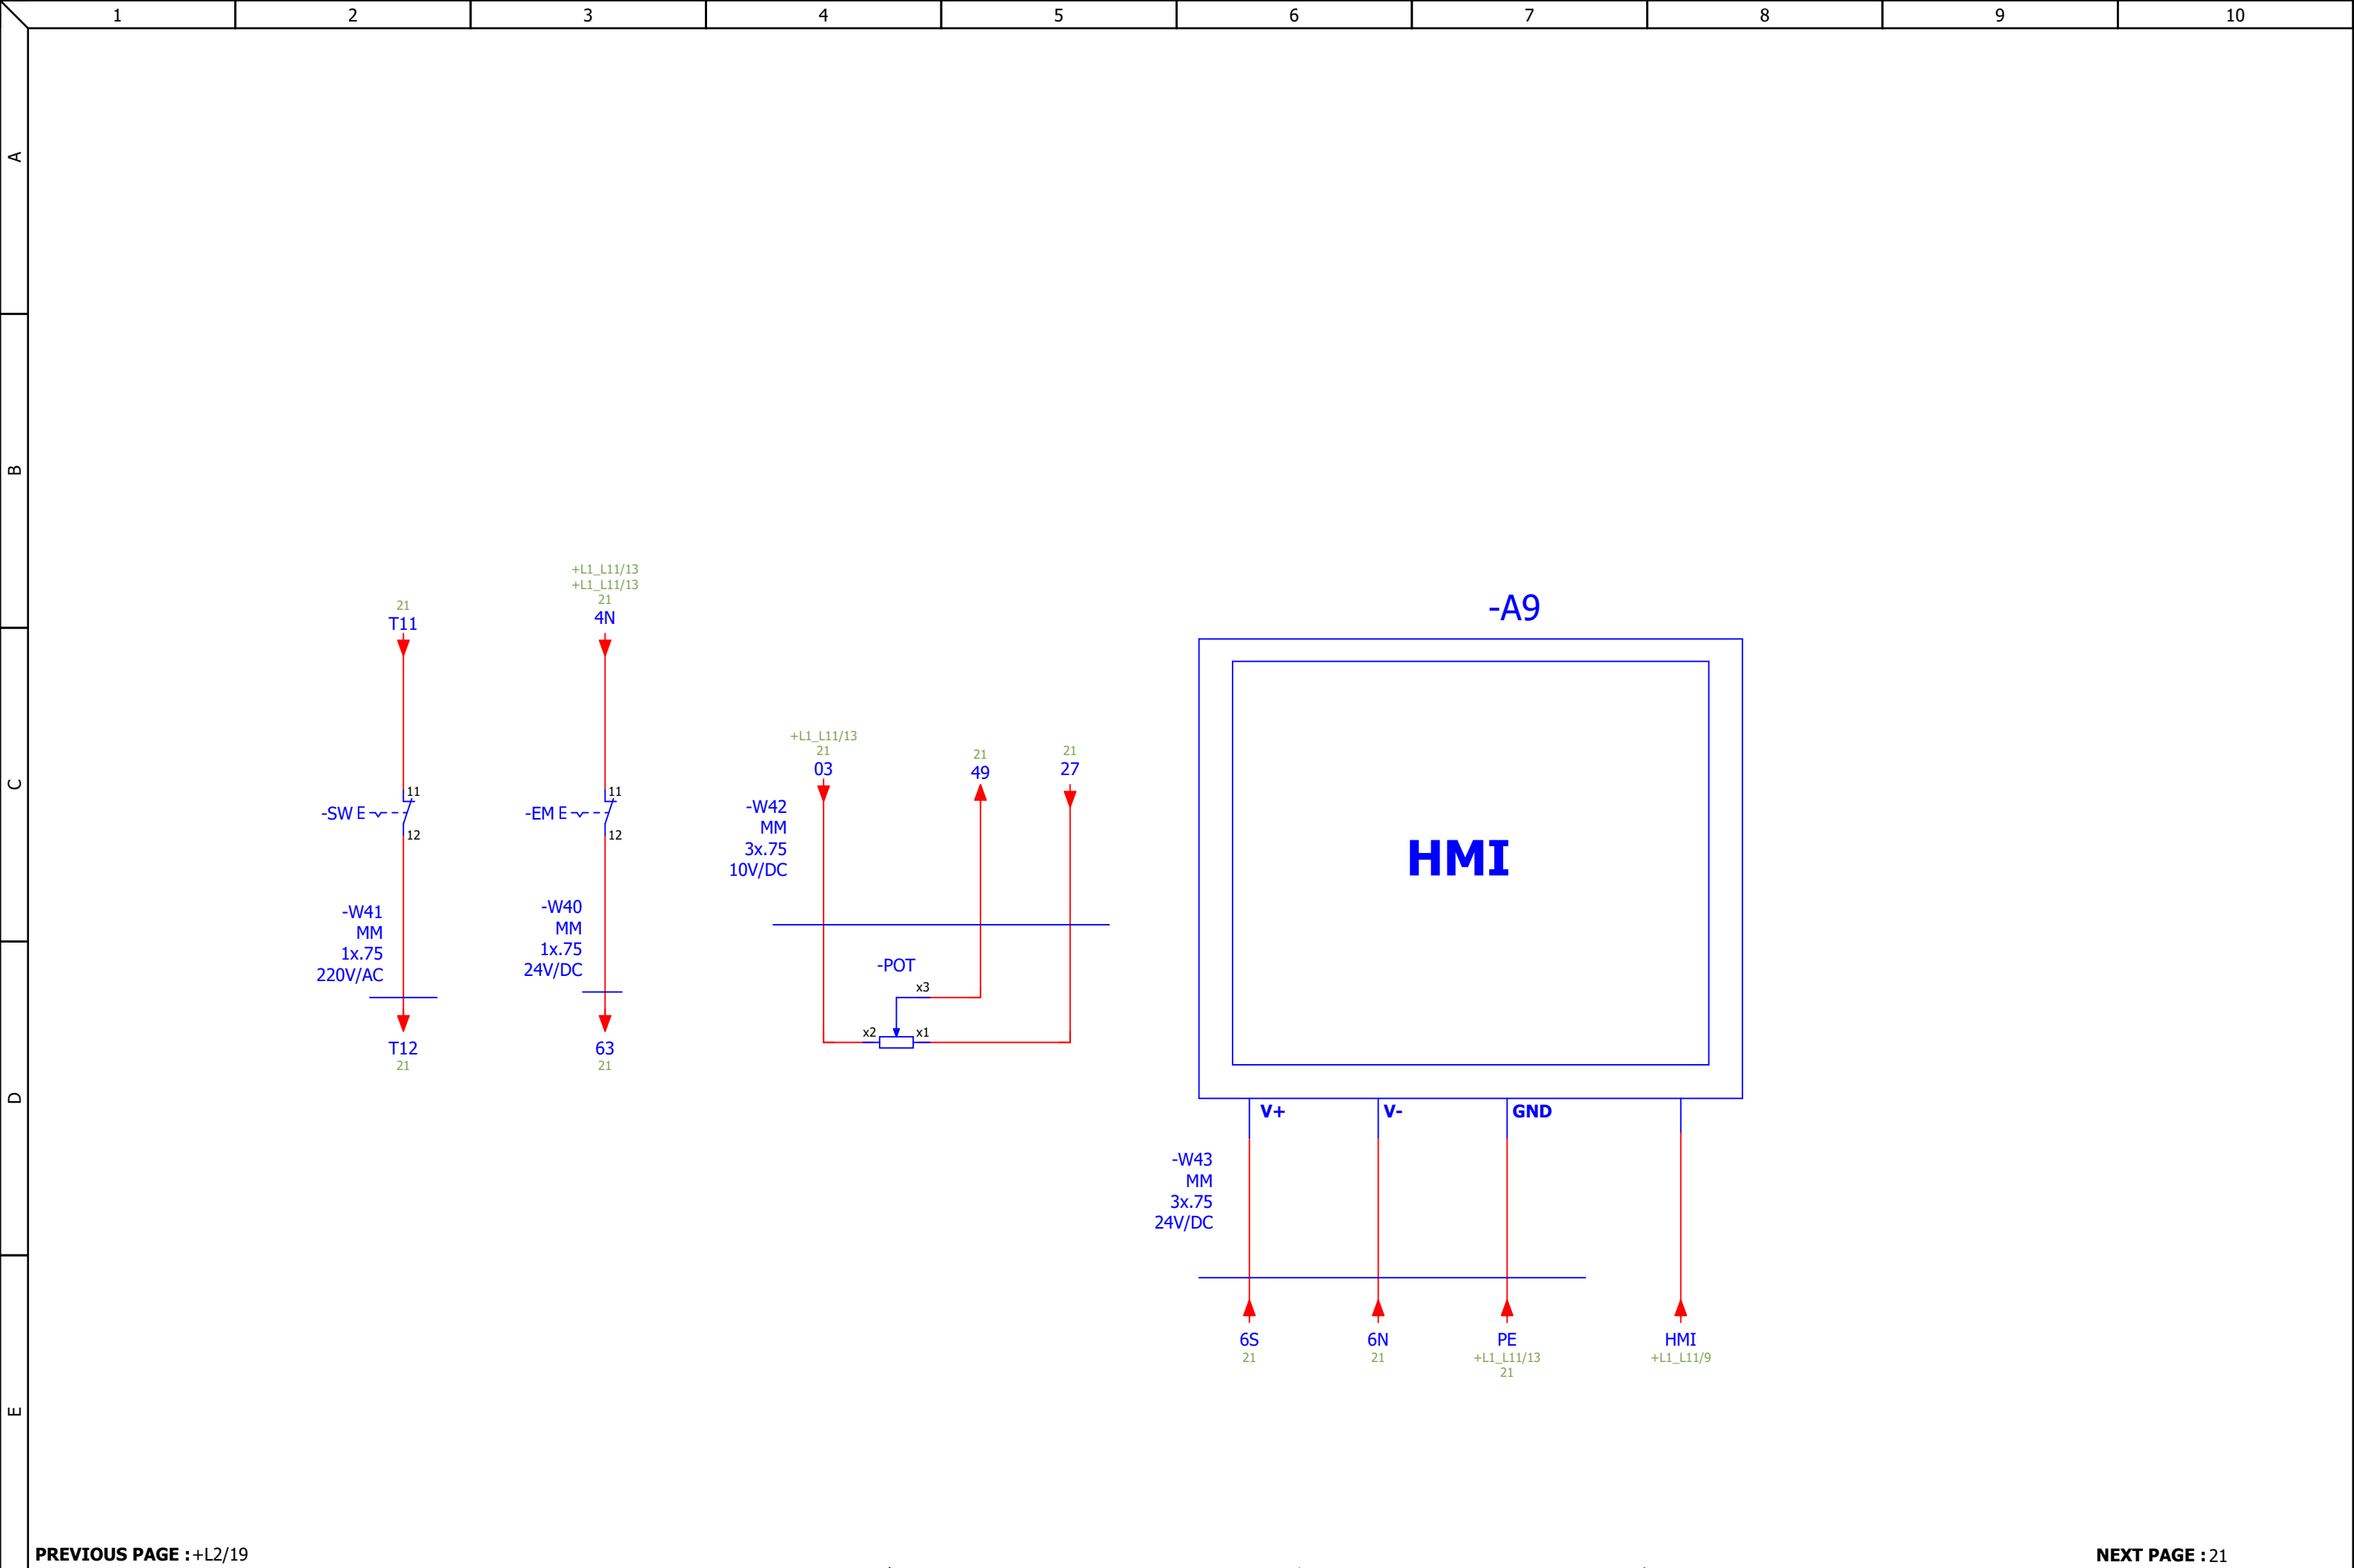 1 2 3 4 5 6 7 8 9 10
A
B
C
D
E
21
T11
11
-SW
12
-W41
MM
1x.75
220V/AC
T12
21
+L1_L11/13
+L1_L11/13
21
4N
11
-EM
12
-W40
MM
1x.75
24V/DC
63
21
+L1_L11/13
21
03
21
49
21
27
-W42
MM
3x.75
10V/DC
-POT
x3
x2 x1
-A9
HMI
V+ V- GND
-W43
MM
3x.75
24V/DC
6S
21
6N
21
PE
+L1_L11/13
21
HMI
+L1_L11/9
PREVIOUS PAGE :+L2/19
NEXT PAGE :21